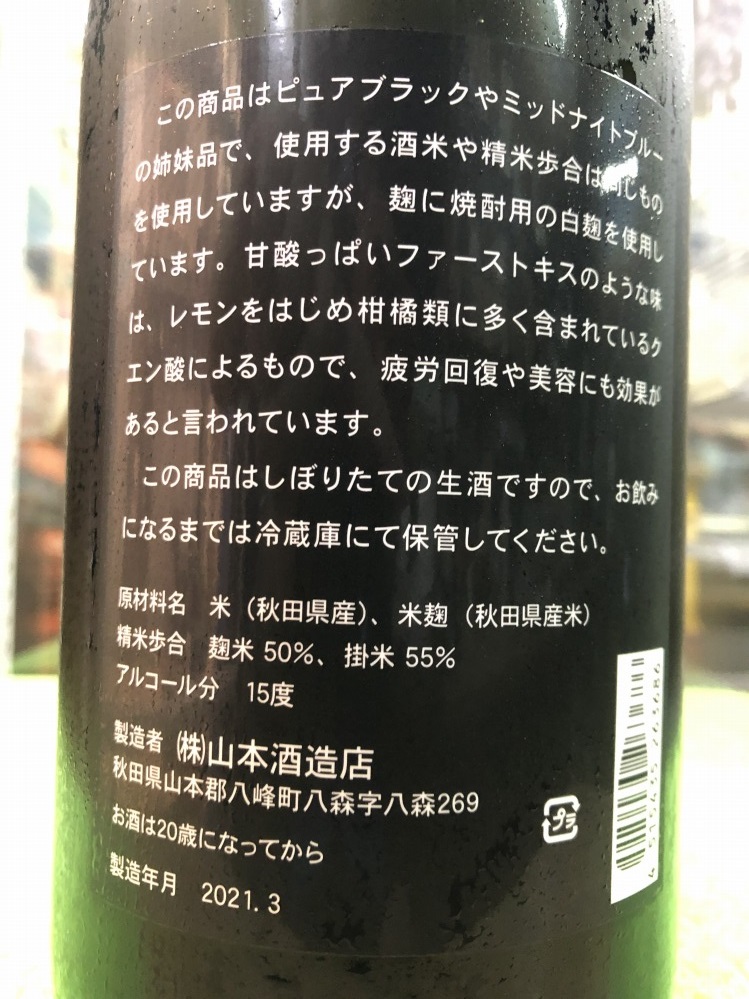 この商品はピュアブラックやミッドナイトブルー
の姉妹品で、使用する酒米や精米歩合は同じもの
を使用していますが、麹に焼酎用の白麹を使用し
ています。甘酸っぱいファーストキスのような味
は、レモンをはじめ柑橘類に多く含まれているク
エン酸によるもので、疲労回復や美容にも効果が
あると言われています。
この商品はしぼりたての生酒ですので、お飲み
になるまでは冷蔵庫にて保管してください。
原材料名 米（秋田県産）、米麹（秋田県産米）
精米歩合 麹米 50%、掛米 55%
アルコール分 15度
製造者 ㈱山本酒造店
秋田県山本郡八峰町八森字八森269
お酒は20歳になってから
製造年月 2021.3
プラ